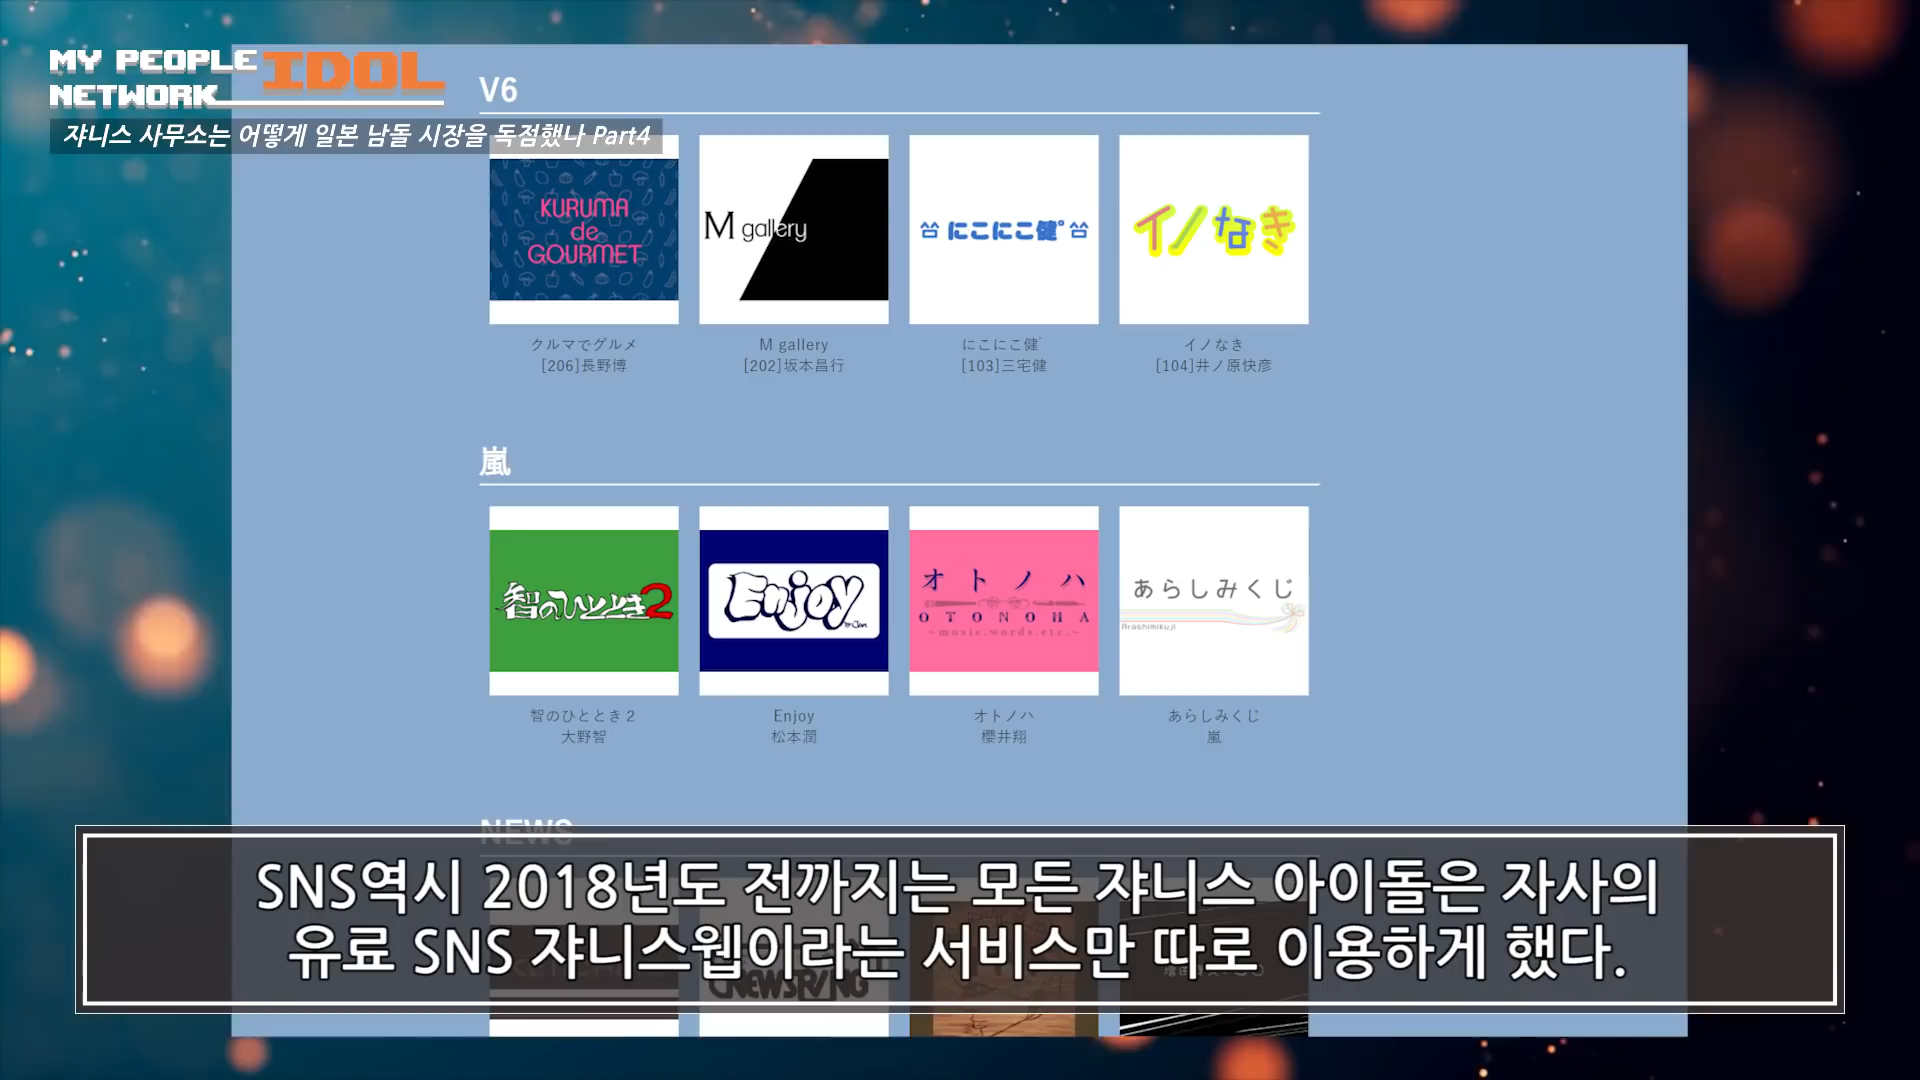 MY PEOPLE
NETWORK
IDOL
쟈니스 사무소는 어떻게 일본 남돌 시장을 독점했나 Part4
V6
KURUMA
de
GOURMET
M gallery
にこにこ健゜
イノなき
クルマでグルメ
[206]長野博
M gallery
[202]坂本昌行
にこにこ健゜
[103]三宅健
イノなき
[104]井ノ原快彦
嵐
智のひととき2
Enjoy
オトノハ
OTONOHA
~music.words.etc.~
あらしみくじ
Arashimikuji
智のひととき2
大野智
Enjoy
松本潤
オトノハ
櫻井翔
あらしみくじ
嵐
NEWS
SNS역시 2018년도 전까지는 모든 쟈니스 아이돌은 자사의
유료 SNS 쟈니스웹이라는 서비스만 따로 이용하게 했다.